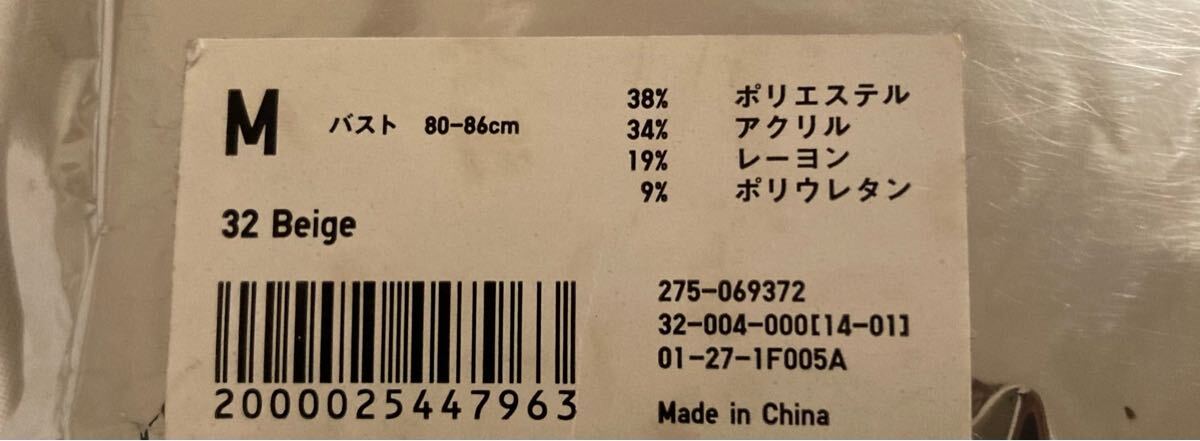 M バスト 80-86cm
32 Beige
38% ポリエステル
34% アクリル
19% レーヨン
9% ポリウレタン
2000025447963
275-069372
32-004-000[14-01]
01-27-1F005A
Made in China